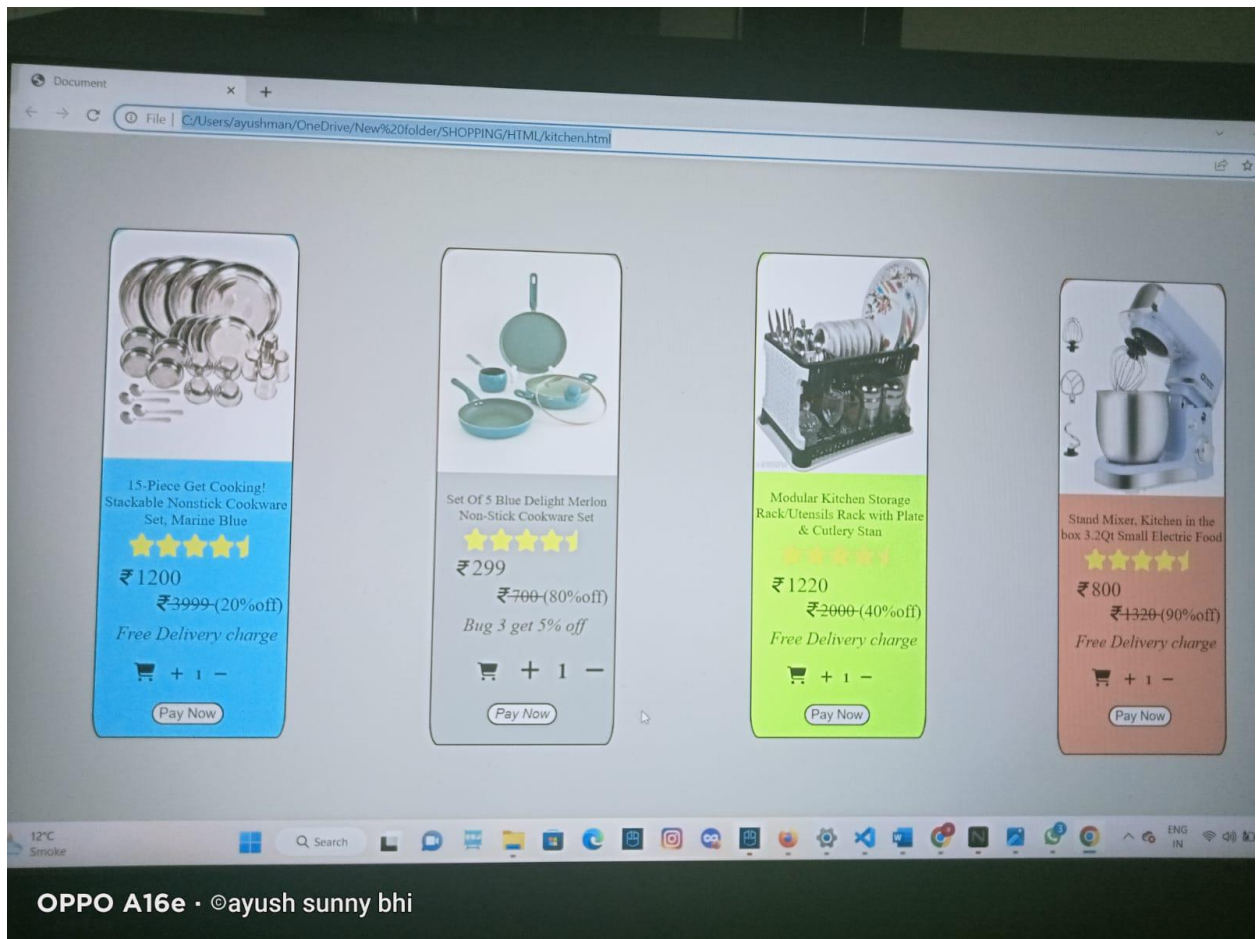 Document × +
File | C:/Users/ayushman/OneDrive/New%20folder/SHOPPING/HTML/kitchen.html
15-Piece Get Cooking!
Stackable Nonstick Cookware
Set, Marine Blue
₹1200
₹3999 (20%off)
Free Delivery charge
+ 1 −
Pay Now
Set Of 5 Blue Delight Merlon
Non-Stick Cookware Set
₹299
₹700 (80%off)
Bug 3 get 5% off
+ 1 −
Pay Now
Modular Kitchen Storage
Rack/Utensils Rack with Plate
& Cutlery Stan
₹1220
₹2000 (40%off)
Free Delivery charge
+ 1 −
Pay Now
Stand Mixer, Kitchen in the
box 3.2Qt Small Electric Food
₹800
₹1320 (90%off)
Free Delivery charge
+ 1 −
Pay Now
12°C
Smoke
Search
ENG
IN
OPPO A16e · ©ayush sunny bhi